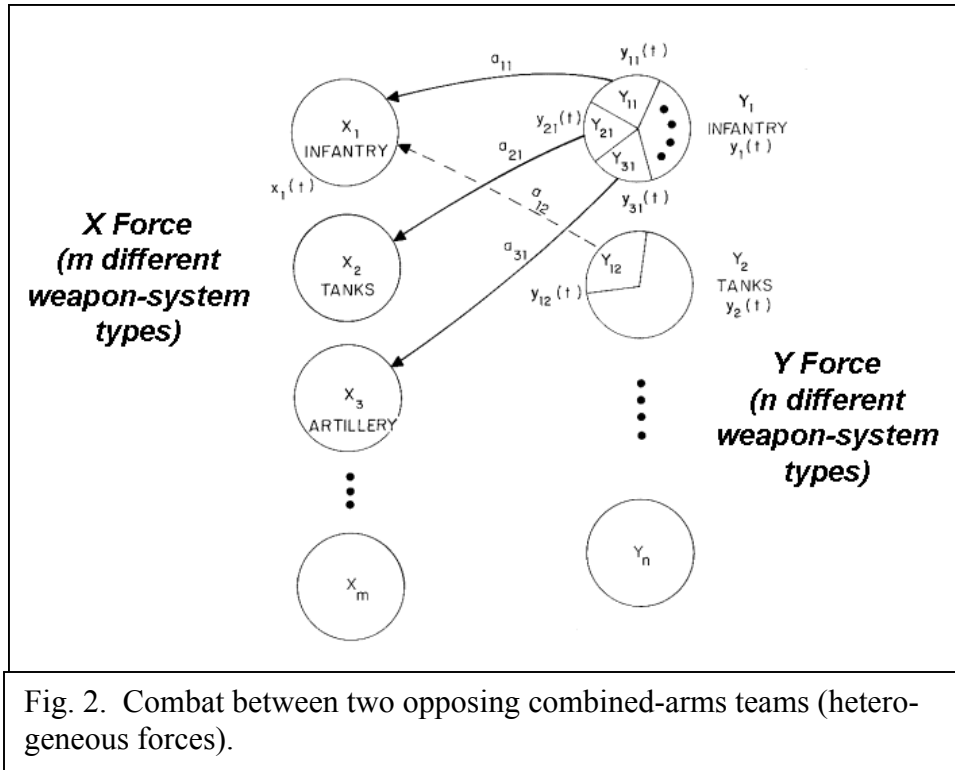 y₁₁(t)
a₁₁
X₁
INFANTRY
x₁(t)
Y₁₁
y₂₁(t)
Y₂₁
Y₃₁
Y₁
INFANTRY
y₁(t)
a₂₁
a₁₂
y₃₁(t)
X Force
(m different
weapon-system
types)
X₂
TANKS
a₃₁
Y₁₂
y₁₂(t)
Y₂
TANKS
y₂(t)
X₃
ARTILLERY
Y Force
(n different
weapon-system
types)
Xₘ
Yₙ
Fig. 2. Combat between two opposing combined-arms teams (hetero-
geneous forces).